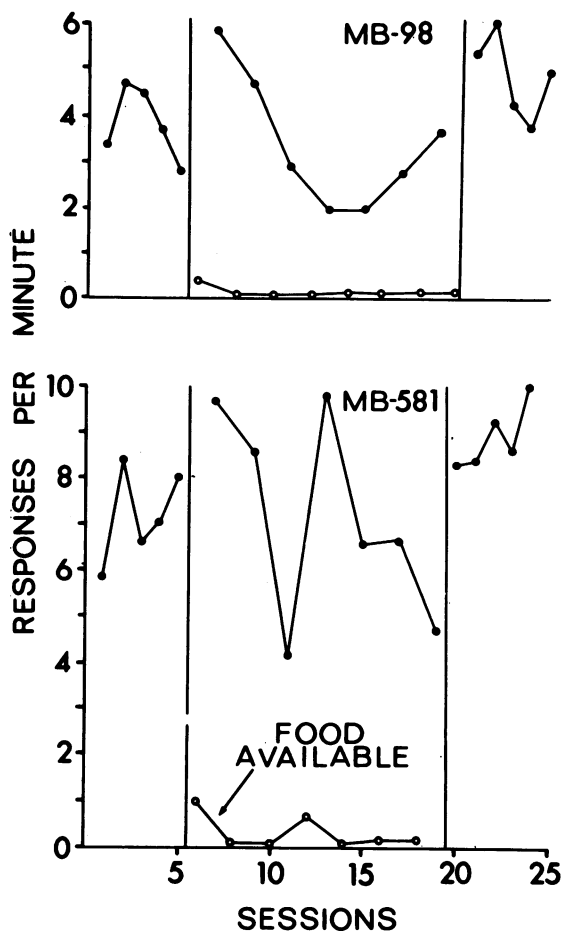 6
4
2
0
MB-98
RESPONSES PER MINUTE
10
8
6
4
2
0
MB-581
FOOD
AVAILABLE
5 10 15 20 25
SESSIONS